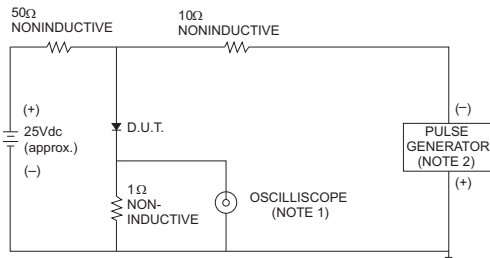 50Ω
NONINDUCTIVE
10Ω
NONINDUCTIVE
(+)
25Vdc
(approx.)
(–)
D.U.T.
1Ω
NON-
INDUCTIVE
OSCILLISCOPE
(NOTE 1)
(–)
PULSE
GENERATOR
(NOTE 2)
(+)